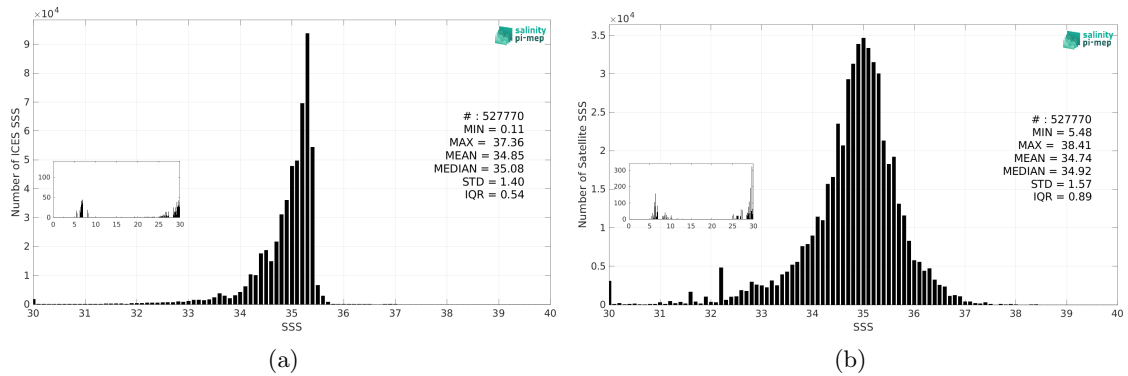 ×10⁴
9
8
7
6
5
4
3
2
1
0
Number of ICES SSS
salinity
pi-mep
# : 527770
MIN = 0.11
MAX = 37.36
MEAN = 34.85
MEDIAN = 35.08
STD = 1.40
IQR = 0.54
100
50
0
0 5 10 15 20 25 30
30 31 32 33 34 35 36 37 38 39 40
SSS
(a)
×10⁴
3.5
3
2.5
2
1.5
1
0.5
0
Number of Satellite SSS
salinity
pi-mep
# : 527770
MIN = 5.48
MAX = 38.41
MEAN = 34.74
MEDIAN = 34.92
STD = 1.57
IQR = 0.89
300
200
100
0
0 5 10 15 20 25 30
30 31 32 33 34 35 36 37 38 39 40
SSS
(b)